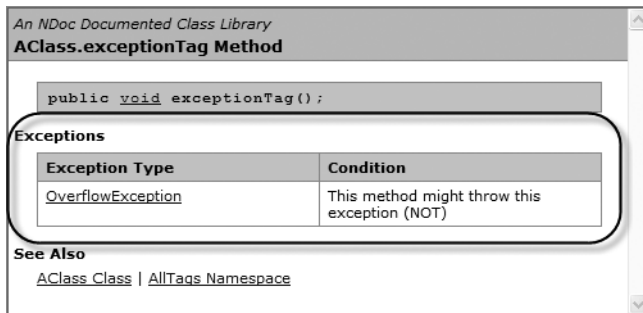 An NDoc Documented Class Library
AClass.exceptionTag Method
public void exceptionTag();
Exceptions
Exception Type Condition
OverflowException This method might throw this
exception (NOT)
See Also
AClass Class | AllTags Namespace